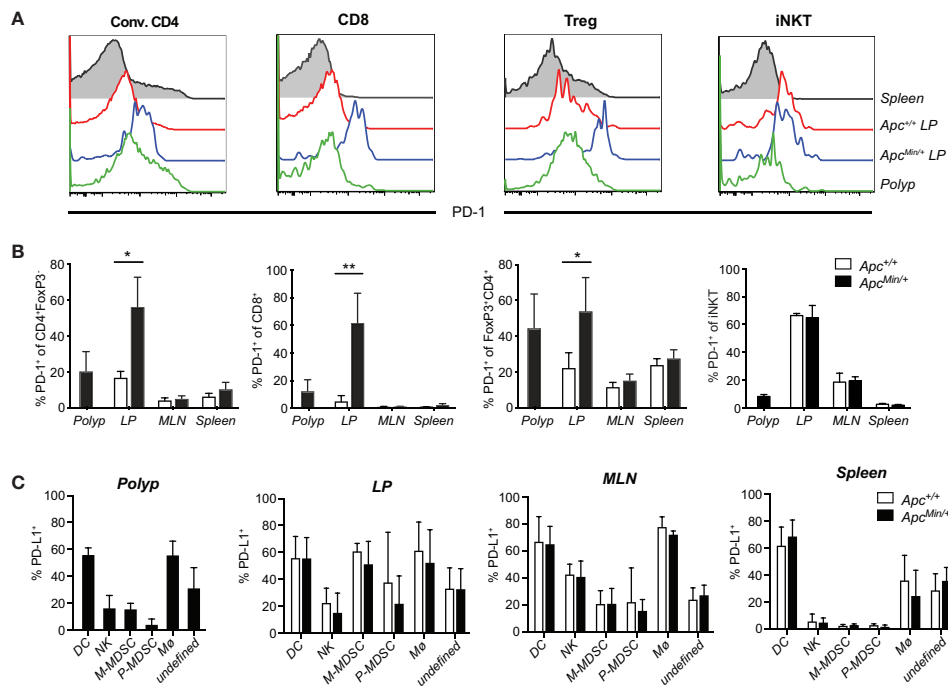 A
Conv. CD4
CD8
Treg
iNKT
Spleen
Apc+/+ LP
ApcMin/+ LP
Polyp
PD-1
B
% PD-1+ of CD4+FoxP3-
80
60
40
20
0
*
Polyp LP MLN Spleen
% PD-1+ of CD8+
100
80
60
40
20
0
**
Polyp LP MLN Spleen
% PD-1+ of FoxP3+CD4+
80
60
40
20
0
*
Polyp LP MLN Spleen
% PD-1+ of iNKT
100
80
60
40
20
0
Polyp LP MLN Spleen
Apc+/+
ApcMin/+
C
Polyp
% PD-L1+
100
80
60
40
20
0
DC NK M-MDSC P-MDSC Mø undefined
LP
% PD-L1+
100
80
60
40
20
0
DC NK M-MDSC P-MDSC Mø undefined
MLN
% PD-L1+
100
80
60
40
20
0
DC NK M-MDSC P-MDSC Mø undefined
Spleen
% PD-L1+
100
80
60
40
20
0
DC NK M-MDSC P-MDSC Mø undefined
Apc+/+
ApcMin/+